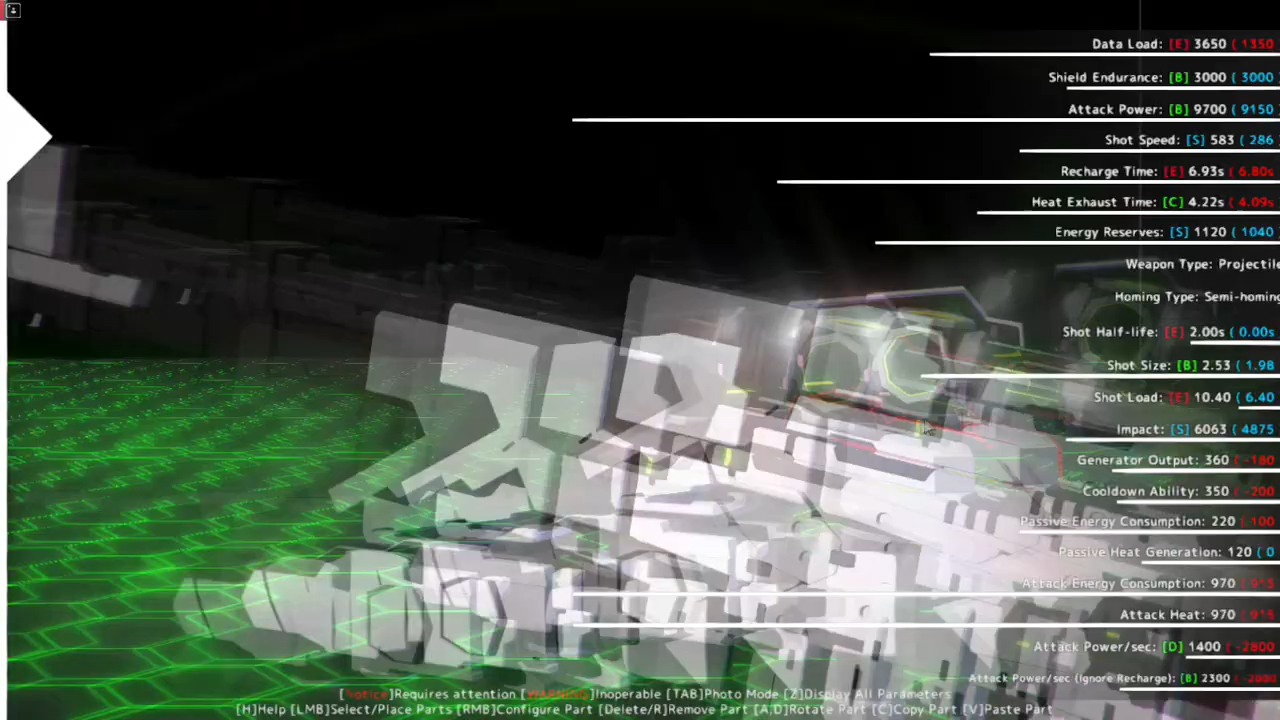 Data Load: [E] 3650 ( 1350
Shield Endurance: [B] 3000 ( 3000
Attack Power: [B] 9700 ( 9150
Shot Speed: [S] 583 ( 286
Recharge Time: [E] 6.93s ( 6.80s
Heat Exhaust Time: [C] 4.22s ( 4.09s
Energy Reserves: [S] 1120 ( 1040
Weapon Type: Projectile
Homing Type: Semi-homing
Shot Half-life: [E] 2.00s ( 0.00s
Shot Size: [B] 2.53 ( 1.98
Shot Load: [E] 10.40 ( 6.40
Impact: [S] 6063 ( 4875
Generator Output: 360 ( -180
Cooldown Ability: 350 ( -200
Passive Energy Consumption: 220 ( 100
Passive Heat Generation: 120 ( 0
Attack Energy Consumption: 970 ( 915
Attack Heat: 970 ( 915
Attack Power/sec: [D] 1400 ( -2800
Attack Power/sec (Ignore Recharge): [B] 2300 ( -2000
[Notice]Requires attention [WARNING]Inoperable [TAB]Photo Mode [Z]Display All Parameters
[H]Help [LMB]Select/Place Parts [RMB]Configure Part [Delete/R]Remove Part [A,D]Rotate Part [C]Copy Part [V]Paste Part